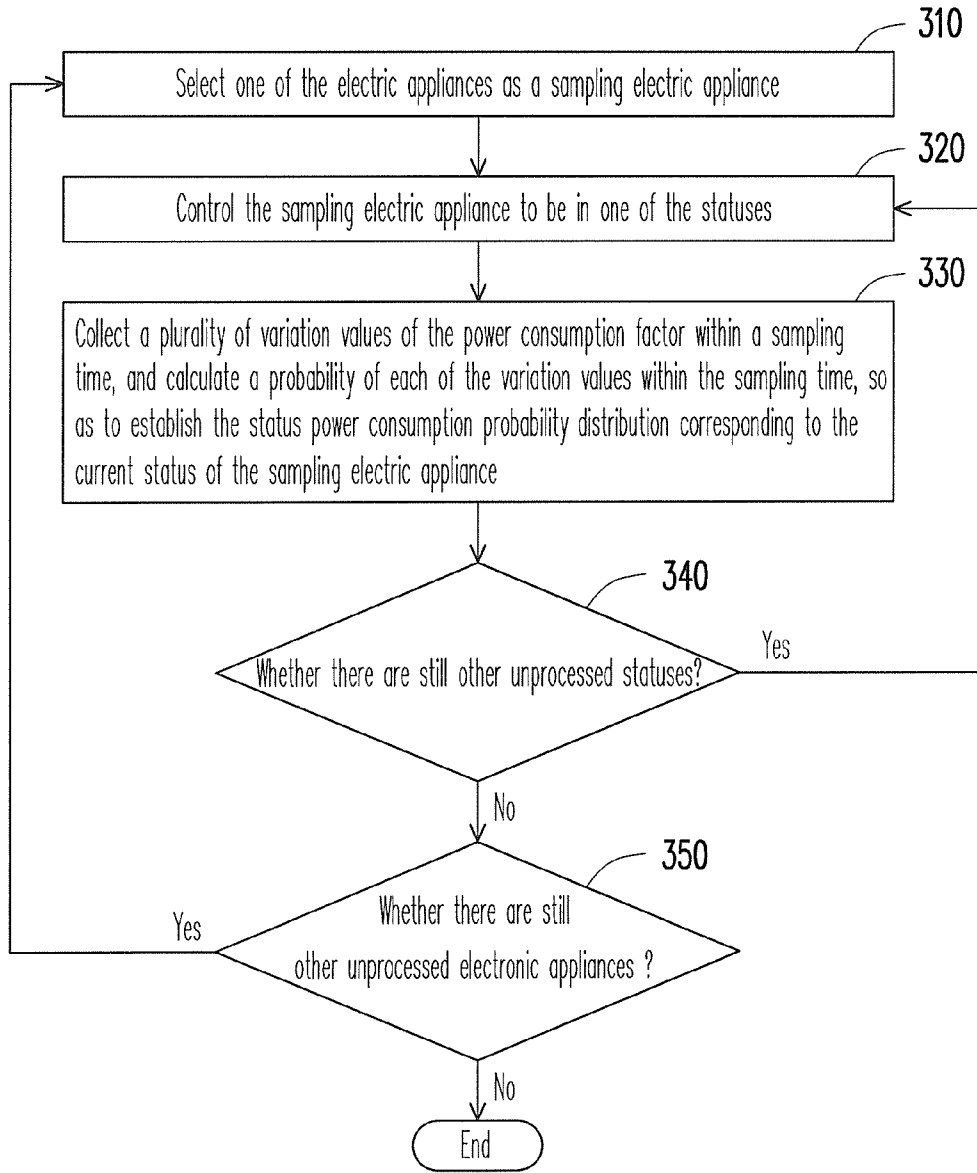 310
Select one of the electric appliances as a sampling electric appliance
320
Control the sampling electric appliance to be in one of the statuses
330
Collect a plurality of variation values of the power consumption factor within a sampling
time, and calculate a probability of each of the variation values within the sampling time, so
as to establish the status power consumption probability distribution corresponding to the
current status of the sampling electric appliance
340
Whether there are still other unprocessed statuses?
Yes
No
350
Whether there are still
other unprocessed electronic appliances ?
Yes
No
End